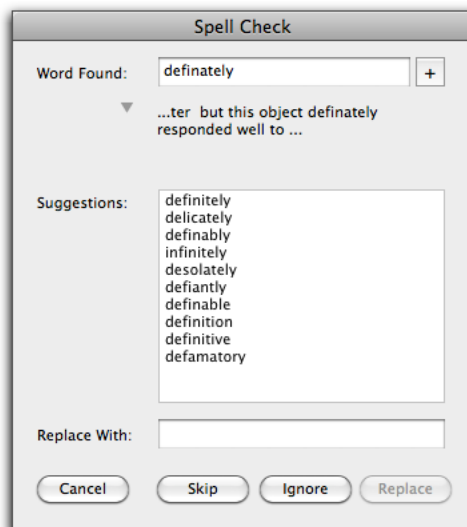 Spell Check
Word Found: definately +
...ter but this object definately
responded well to ...
Suggestions: definitely
delicately
definably
infinitely
desolately
defiantly
definable
definition
definitive
defamatory
Replace With:
Cancel Skip Ignore Replace